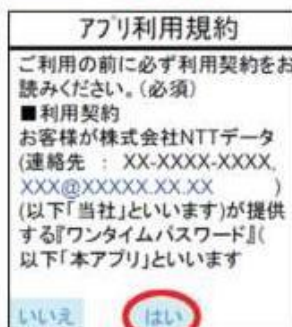 アプリ利用規約
ご利用の前に必ず利用契約をお
読みください。(必須)
■利用契約
お客様が株式会社NTTデータ
(連絡先 : XX-XXXX-XXXX,
XXX@XXXXX.XX.XX )
(以下「当社」といいます)が提供
する『ワンタイムパスワード』(
以下「本アプリ」といいます
いいえ はい